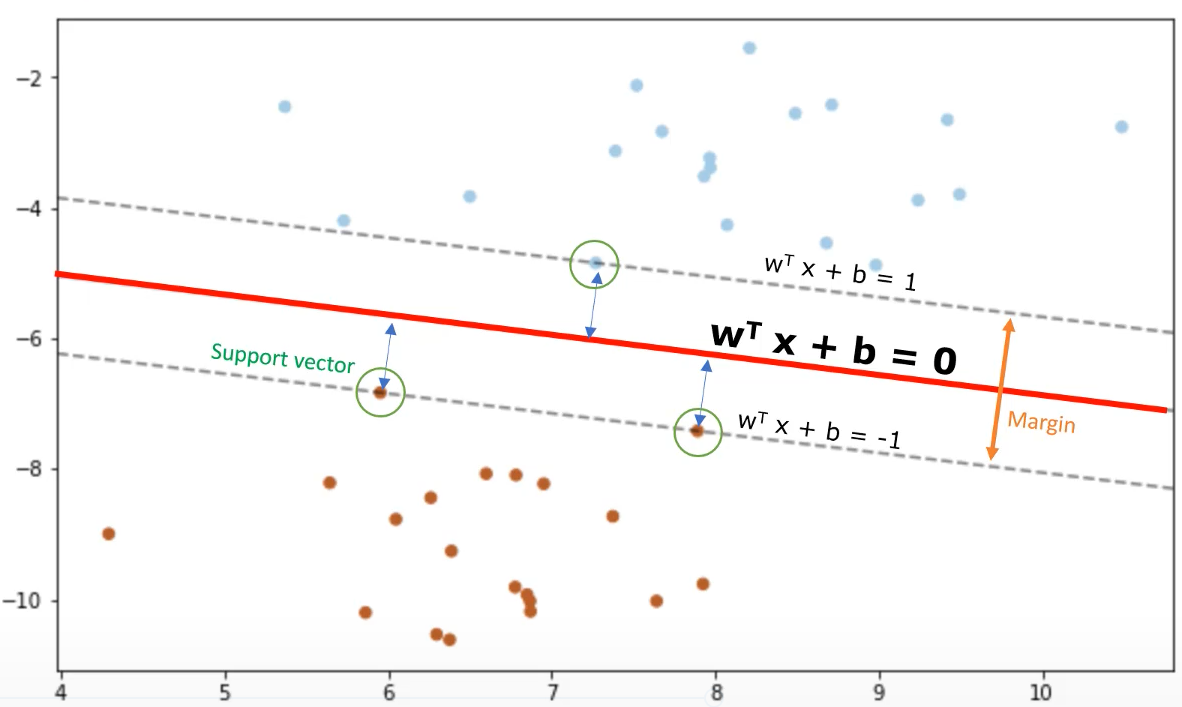 −2
−4
wᵀ x + b = 1
−6
wᵀ x + b = 0
Support vector
Margin
wᵀ x + b = -1
−8
−10
4 5 6 7 8 9 10